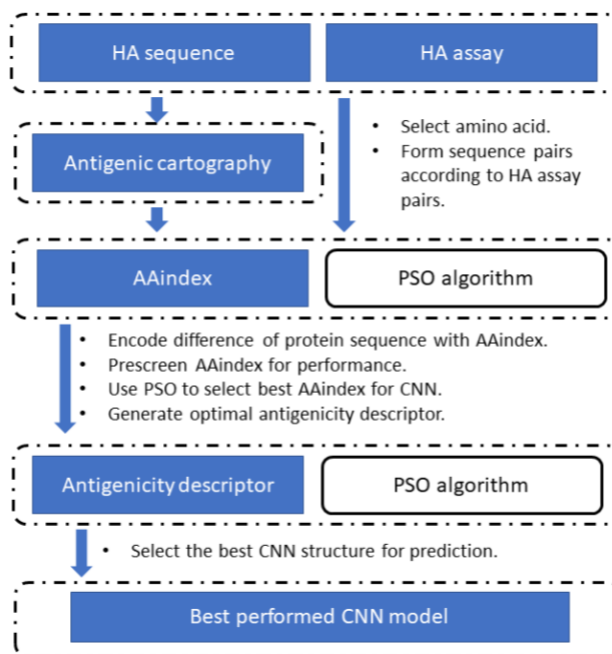 HA sequence
HA assay
• Select amino acid.
• Form sequence pairs
according to HA assay
pairs.
Antigenic cartography
AAindex
PSO algorithm
• Encode difference of protein sequence with AAindex.
• Prescreen AAindex for performance.
• Use PSO to select best AAindex for CNN.
• Generate optimal antigenicity descriptor.
Antigenicity descriptor
PSO algorithm
• Select the best CNN structure for prediction.
Best performed CNN model